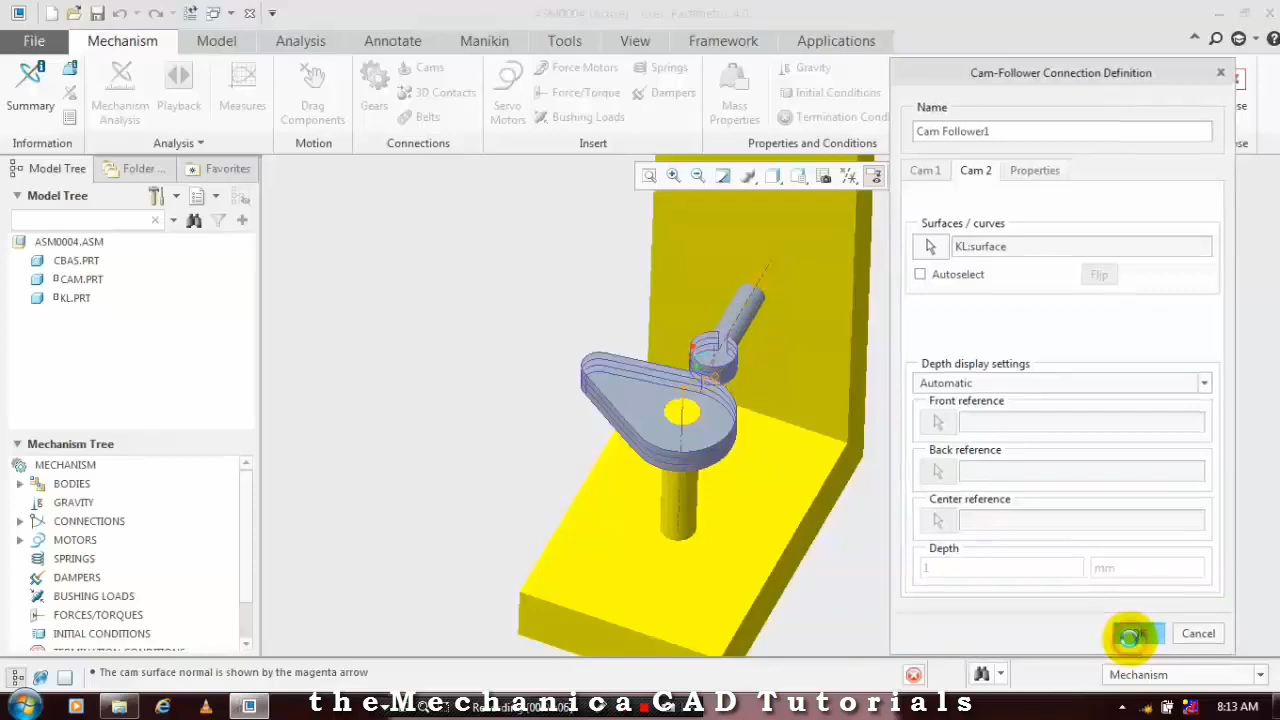 File
Mechanism
Model
Analysis
Annotate
Manikin
Tools
View
Framework
Applications
Summary
Mechanism
Analysis
Playback
Measures
Drag
Components
Gears
Cams
3D Contacts
Belts
Servo
Motors
Force Motors
Force/Torque
Bushing Loads
Springs
Dampers
Mass
Properties
Gravity
Initial Conditions
Termination Cond
Information
Analysis
Motion
Connections
Insert
Properties and Conditions
Model Tree
Folder ...
Favorites
Model Tree
ASM0004.ASM
CBAS.PRT
CAM.PRT
KL.PRT
Mechanism Tree
MECHANISM
BODIES
GRAVITY
CONNECTIONS
MOTORS
SPRINGS
DAMPERS
BUSHING LOADS
FORCES/TORQUES
INITIAL CONDITIONS
Cam-Follower Connection Definition
Name
Cam Follower1
Cam 1
Cam 2
Properties
Surfaces / curves
KL:surface
Autoselect
Flip
Depth display settings
Automatic
Front reference
Back reference
Center reference
Depth
1
mm
Cancel
• The cam surface normal is shown by the magenta arrow
Mechanism
theMechanica CAD Tutorials
8:13 AM